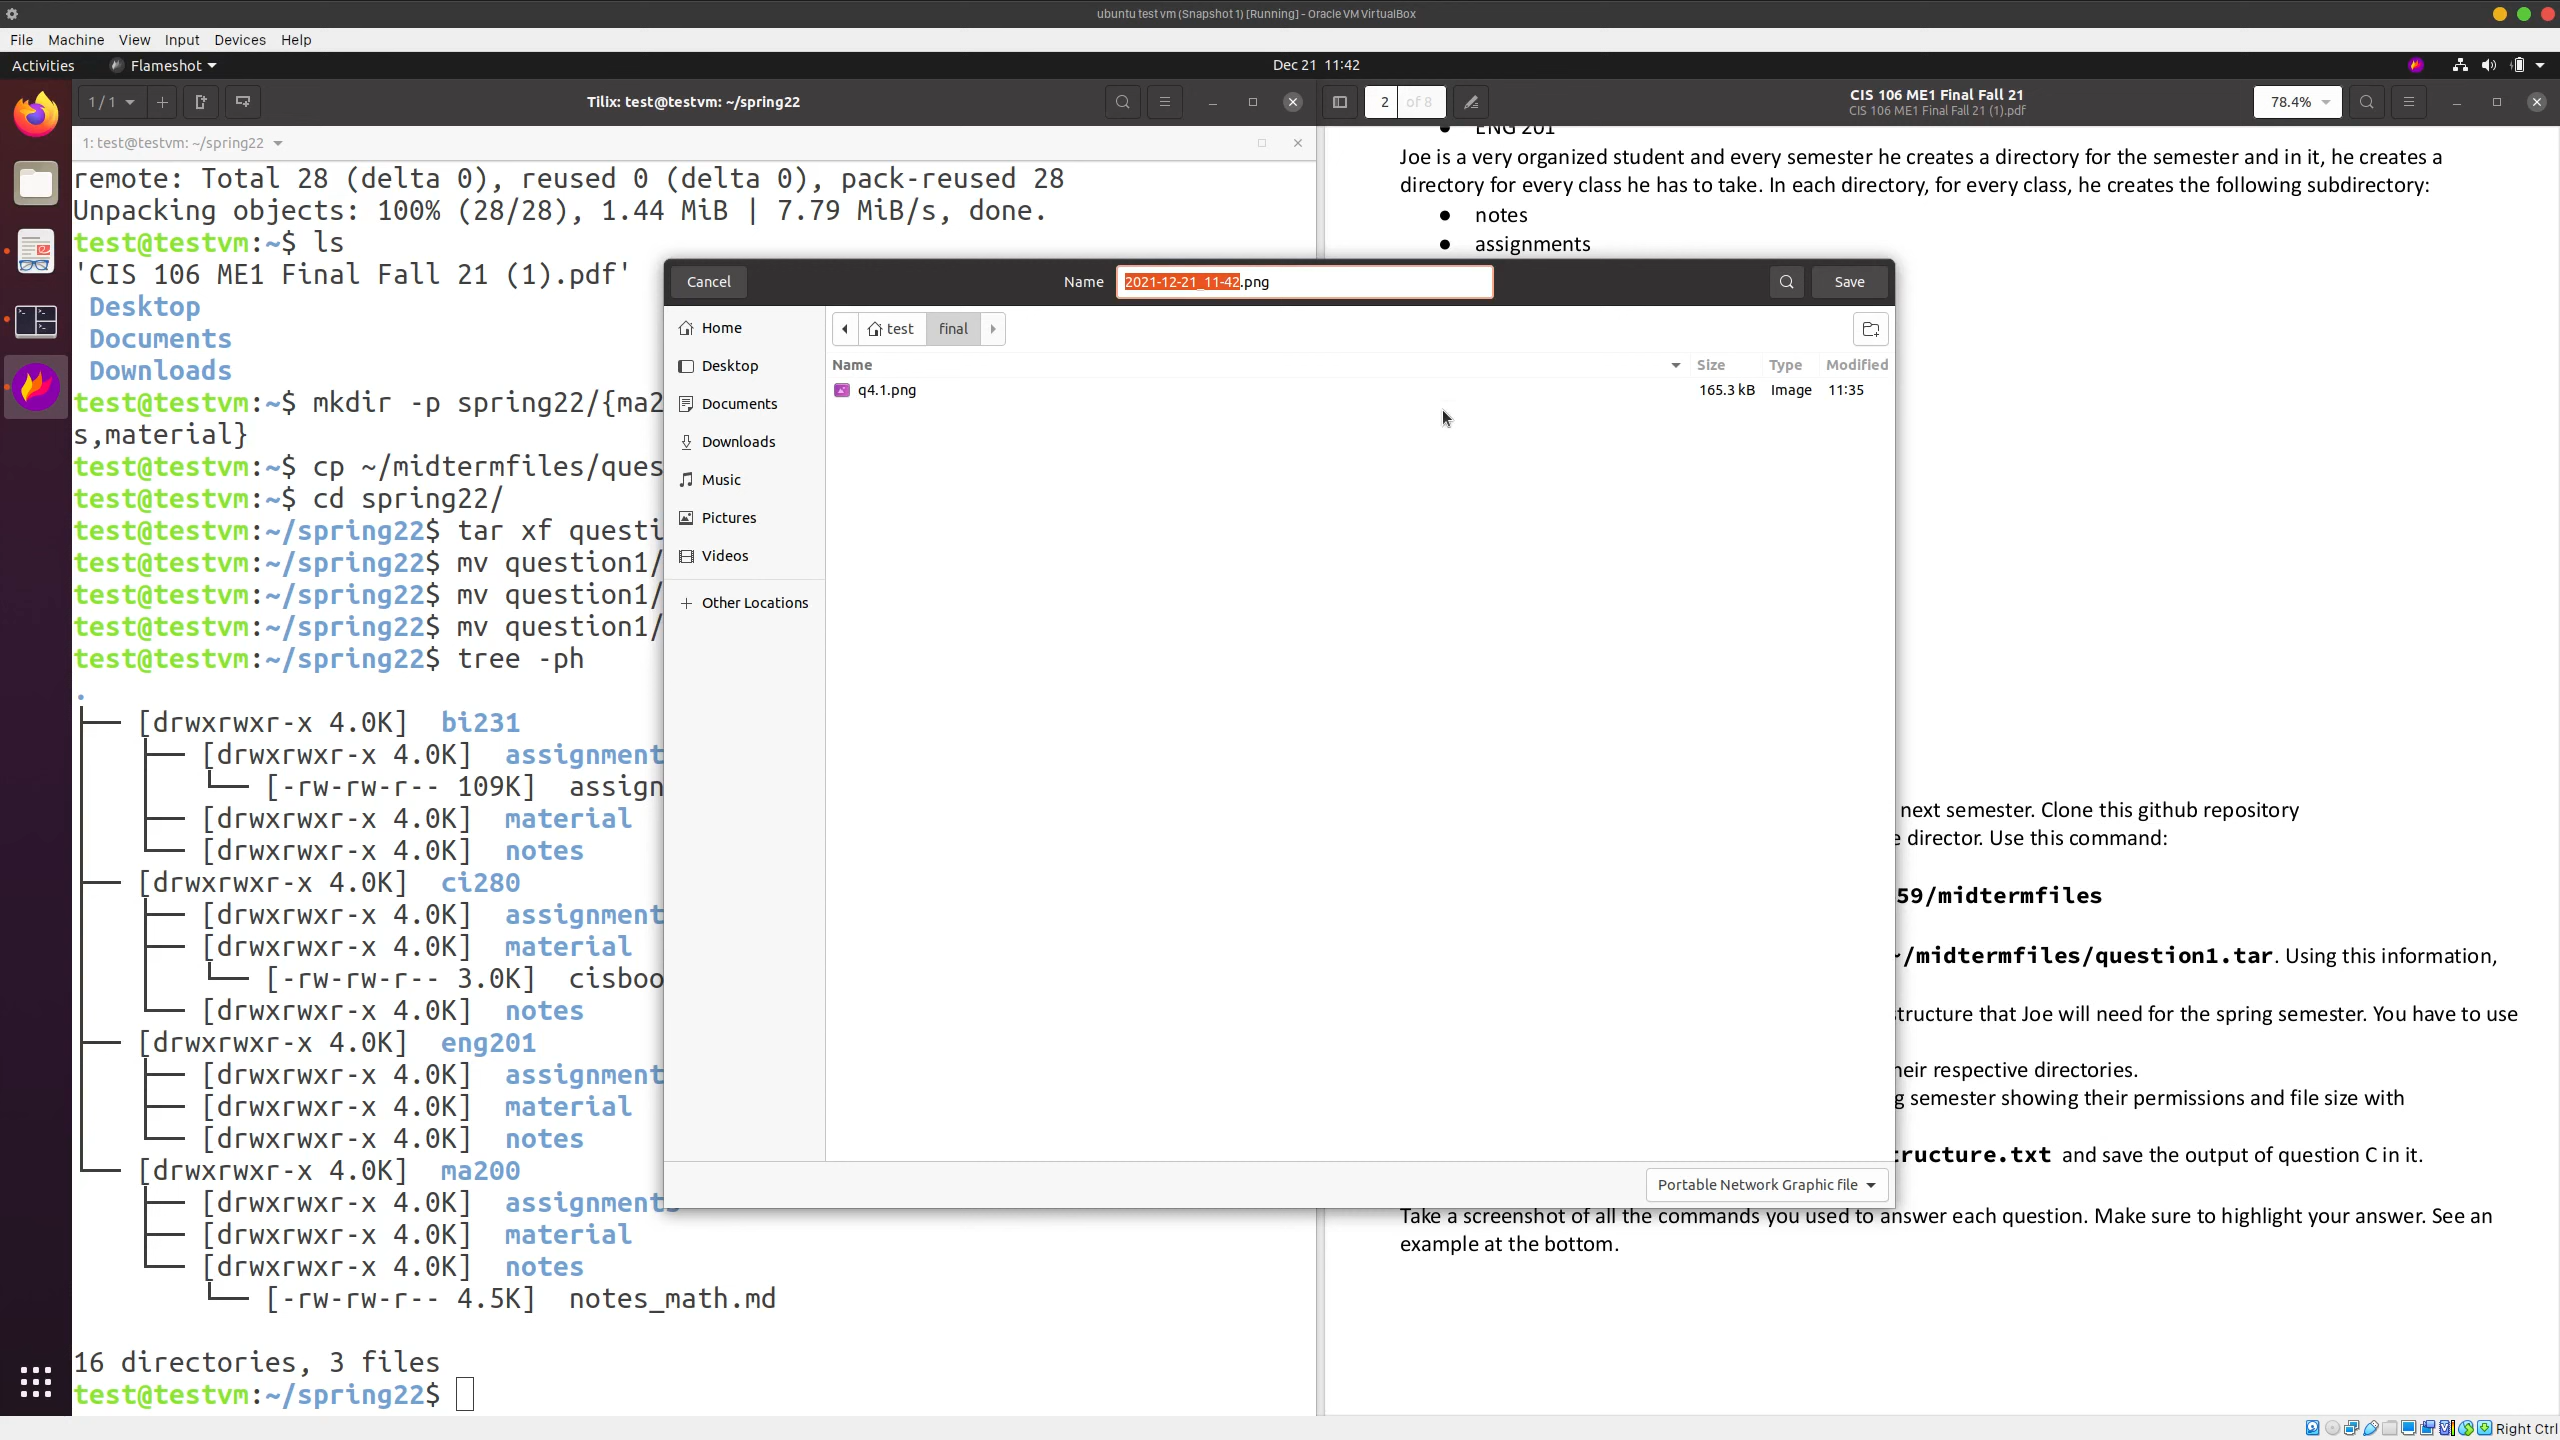 ubuntu test vm (Snapshot 1) [Running] - Oracle VM VirtualBox
File Machine View Input Devices Help
Activities Flameshot Dec 21 11:42
1 / 1 Tilix: test@testvm: ~/spring22
2 of 8 CIS 106 ME1 Final Fall 21 78.4%
CIS 106 ME1 Final Fall 21 (1).pdf
1: test@testvm: ~/spring22
remote: Total 28 (delta 0), reused 0 (delta 0), pack-reused 28
Unpacking objects: 100% (28/28), 1.44 MiB | 7.79 MiB/s, done.
test@testvm:~$ ls
'CIS 106 ME1 Final Fall 21 (1).pdf'
Desktop
Documents
Downloads
test@testvm:~$ mkdir -p spring22/{ma2
s,material}
test@testvm:~$ cp ~/midtermfiles/ques
test@testvm:~$ cd spring22/
test@testvm:~/spring22$ tar xf questi
test@testvm:~/spring22$ mv question1/
test@testvm:~/spring22$ mv question1/
test@testvm:~/spring22$ mv question1/
test@testvm:~/spring22$ tree -ph
.
├── [drwxrwxr-x 4.0K]  bi231
│   ├── [drwxrwxr-x 4.0K]  assignment
│   │   └── [-rw-rw-r-- 109K]  assign
│   ├── [drwxrwxr-x 4.0K]  material
│   └── [drwxrwxr-x 4.0K]  notes
├── [drwxrwxr-x 4.0K]  ci280
│   ├── [drwxrwxr-x 4.0K]  assignment
│   ├── [drwxrwxr-x 4.0K]  material
│   │   └── [-rw-rw-r-- 3.0K]  cisboo
│   └── [drwxrwxr-x 4.0K]  notes
├── [drwxrwxr-x 4.0K]  eng201
│   ├── [drwxrwxr-x 4.0K]  assignment
│   ├── [drwxrwxr-x 4.0K]  material
│   └── [drwxrwxr-x 4.0K]  notes
└── [drwxrwxr-x 4.0K]  ma200
    ├── [drwxrwxr-x 4.0K]  assignments
    ├── [drwxrwxr-x 4.0K]  material
    └── [drwxrwxr-x 4.0K]  notes
        └── [-rw-rw-r-- 4.5K]  notes_math.md
16 directories, 3 files
test@testvm:~/spring22$
Cancel Name 2021-12-21_11-42.png Save
Home
Desktop
Documents
Downloads
Music
Pictures
Videos
Other Locations
test final
Name Size Type Modified
q4.1.png 165.3 kB Image 11:35
Portable Network Graphic file
● ENG 201
Joe is a very organized student and every semester he creates a directory for the semester and in it, he creates a
directory for every class he has to take. In each directory, for every class, he creates the following subdirectory:
● notes
● assignments
next semester. Clone this github repository
e director. Use this command:
59/midtermfiles
~/midtermfiles/question1.tar. Using this information,
structure that Joe will need for the spring semester. You have to use
heir respective directories.
g semester showing their permissions and file size with
tructure.txt and save the output of question C in it.
Take a screenshot of all the commands you used to answer each question. Make sure to highlight your answer. See an
example at the bottom.
Right Ctrl